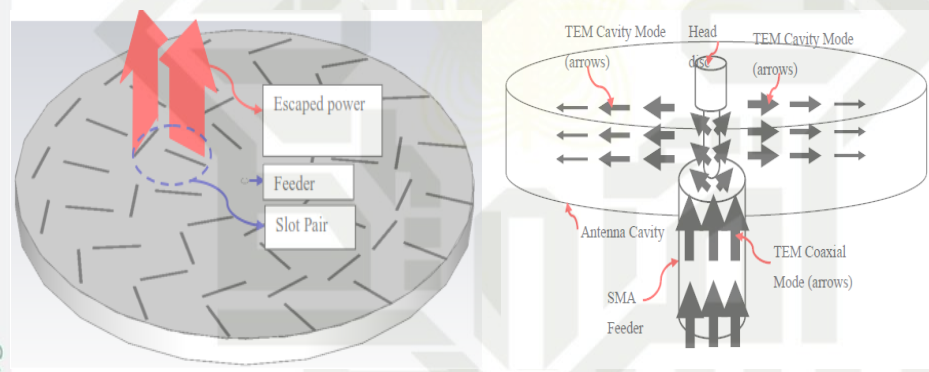 Escaped power
Feeder
Slot Pair
TEM Cavity Mode
(arrows)
Head
disc
TEM Cavity Mode
(arrows)
Antenna Cavity
TEM Coaxial
Mode (arrows)
SMA
Feeder